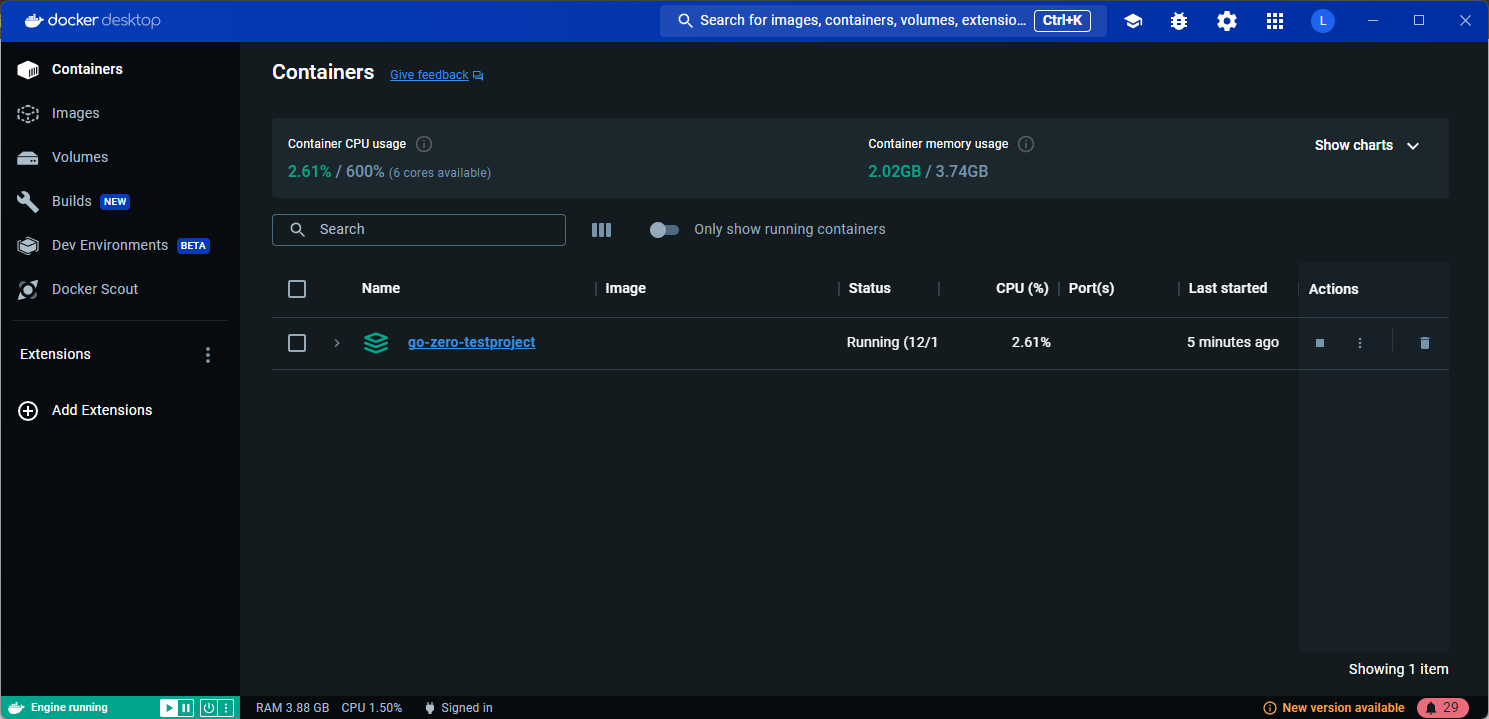 docker desktop
Search for images, containers, volumes, extensio... Ctrl+K
L
Containers
Images
Volumes
Builds NEW
Dev Environments BETA
Docker Scout
Extensions
Add Extensions
Containers Give feedback
Container CPU usage
2.61% / 600% (6 cores available)
Container memory usage
2.02GB / 3.74GB
Show charts
Search
Only show running containers
Name Image Status CPU (%) Port(s) Last started Actions
go-zero-testproject Running (12/1 2.61% 5 minutes ago
Showing 1 item
Engine running
RAM 3.88 GB CPU 1.50% Signed in
New version available 29